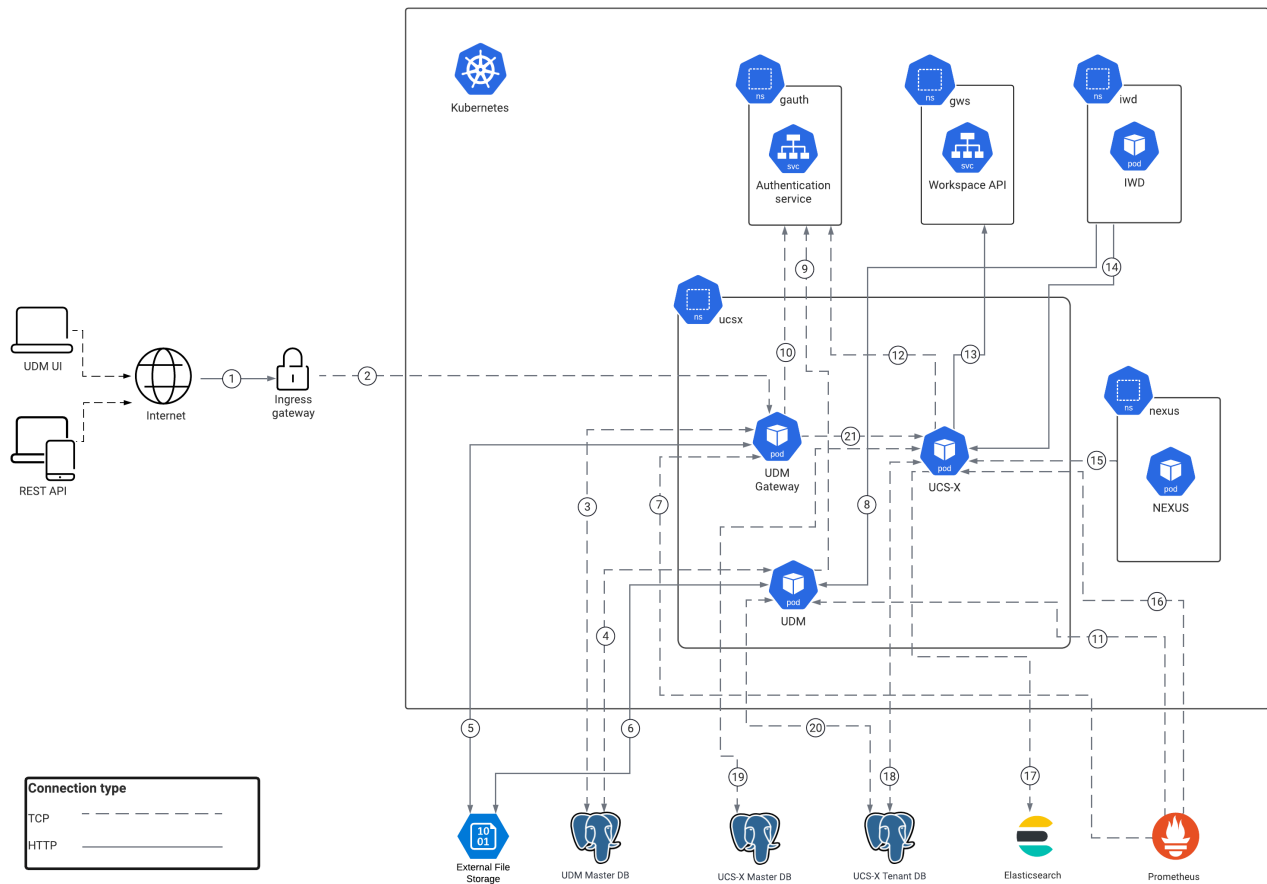 Kubernetes
ns
gauth
svc
Authentication
service
ns
gws
svc
Workspace API
ns
iwd
pod
IWD
9
14
ns
ucsx
UDM UI
Internet
1
Ingress
gateway
2
10
12
13
REST API
ns
nexus
pod
NEXUS
pod
UDM
Gateway
21
pod
UCS-X
15
3
7
8
pod
UDM
4
16
11
5
6
20
19
18
17
Connection type
TCP
HTTP
10
01
External File
Storage
UDM Master DB
UCS-X Master DB
UCS-X Tenant DB
Elasticsearch
Prometheus